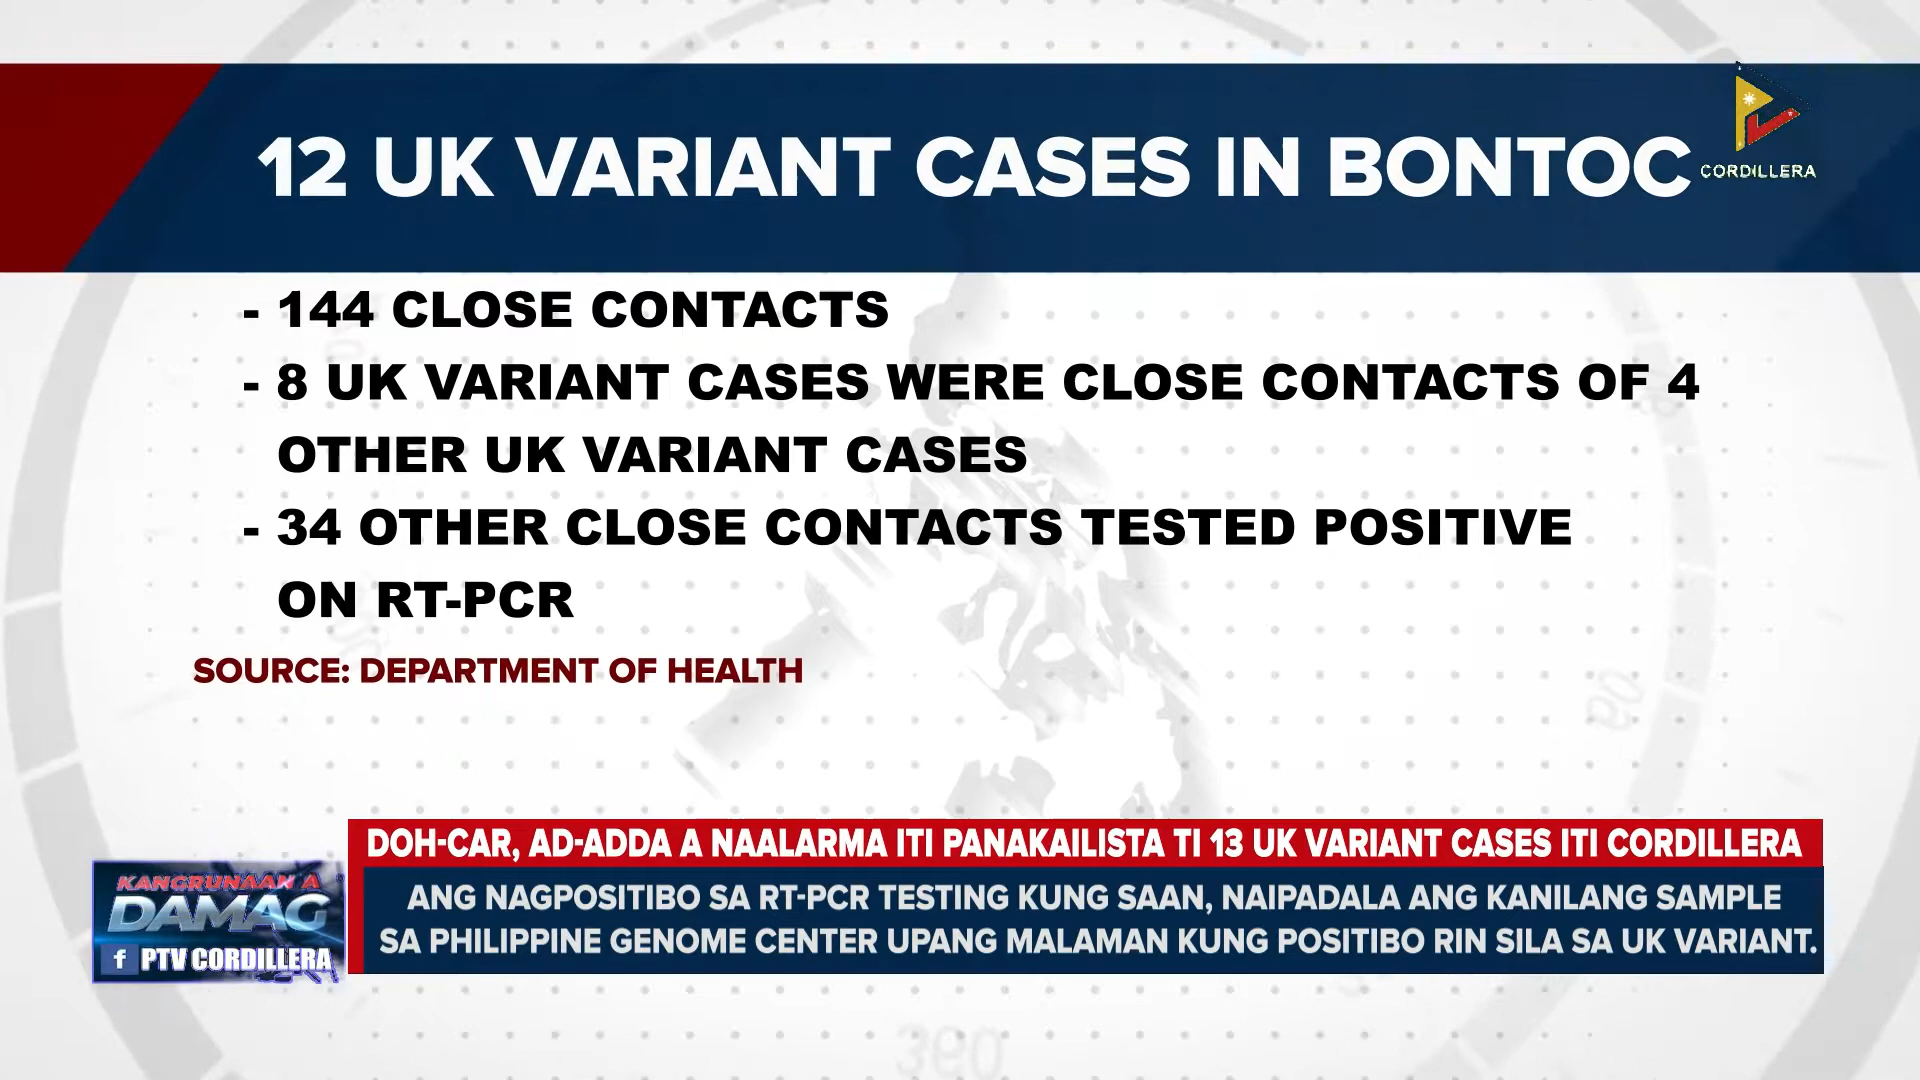 12 UK VARIANT CASES IN BONTOC
CORDILLERA
- 144 CLOSE CONTACTS
- 8 UK VARIANT CASES WERE CLOSE CONTACTS OF 4
OTHER UK VARIANT CASES
- 34 OTHER CLOSE CONTACTS TESTED POSITIVE
ON RT-PCR
SOURCE: DEPARTMENT OF HEALTH
DOH-CAR, AD-ADDA A NAALARMA ITI PANAKAILISTA TI 13 UK VARIANT CASES ITI CORDILLERA
KANGRUNAAN A
DAMAG
f PTV CORDILLERA
ANG NAGPOSITIBO SA RT-PCR TESTING KUNG SAAN, NAIPADALA ANG KANILANG SAMPLE
SA PHILIPPINE GENOME CENTER UPANG MALAMAN KUNG POSITIBO RIN SILA SA UK VARIANT.
360